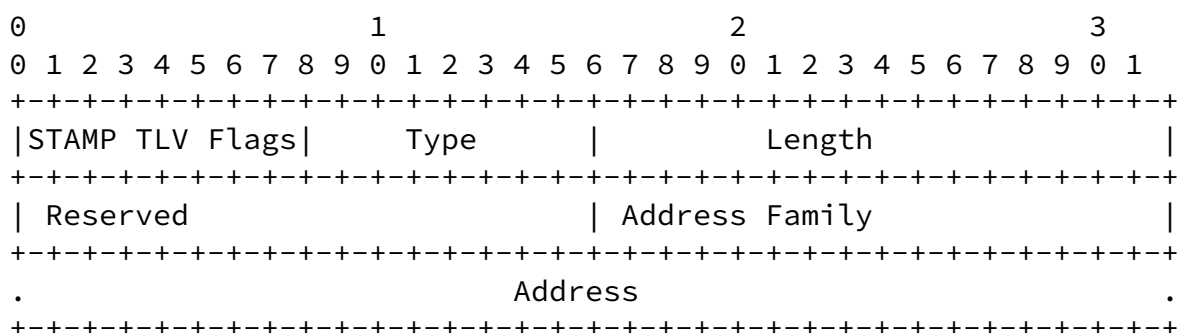 0                   1                   2                   3
0 1 2 3 4 5 6 7 8 9 0 1 2 3 4 5 6 7 8 9 0 1 2 3 4 5 6 7 8 9 0 1
+-+-+-+-+-+-+-+-+-+-+-+-+-+-+-+-+-+-+-+-+-+-+-+-+-+-+-+-+-+-+-+-+
|STAMP TLV Flags|     Type      |         Length                |
+-+-+-+-+-+-+-+-+-+-+-+-+-+-+-+-+-+-+-+-+-+-+-+-+-+-+-+-+-+-+-+-+
| Reserved                      | Address Family                |
+-+-+-+-+-+-+-+-+-+-+-+-+-+-+-+-+-+-+-+-+-+-+-+-+-+-+-+-+-+-+-+-+
.                           Address                             .
+-+-+-+-+-+-+-+-+-+-+-+-+-+-+-+-+-+-+-+-+-+-+-+-+-+-+-+-+-+-+-+-+